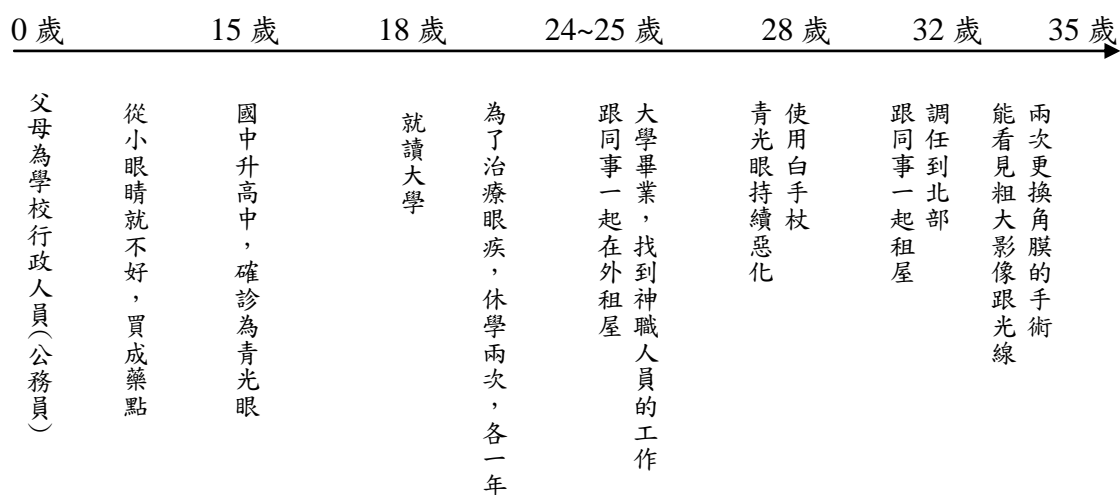 0 歲 15 歲 18 歲 24~25 歲 28 歲 32 歲 35 歲
父母為學校行政人員(公務員)
從小眼睛就不好，買成藥點
國中升高中，確診為青光眼
就讀大學
為了治療眼疾，休學兩次，各一年
大學畢業，找到神職人員的工作
跟同事一起在外租屋
使用白手杖
青光眼持續惡化
調任到北部
跟同事一起租屋
兩次更換角膜的手術
能看見粗大影像跟光線